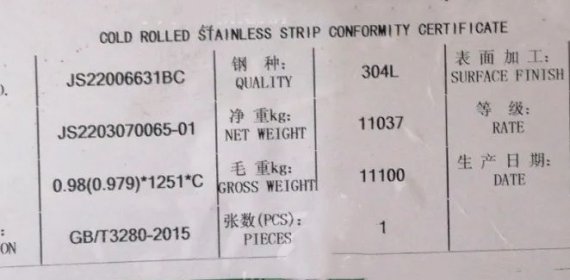 COLD ROLLED STAINLESS STRIP CONFORMITY CERTIFICATE
JS22006631BC 钢 种: 304L 表 面 加 工:
QUALITY SURFACE FINISH
JS2203070065-01 净 重kg: 11037 等 级:
NET WEIGHT RATE
0.98(0.979)*1251*C 毛 重kg: 11100 生 产 日 期:
GROSS WEIGHT DATE
GB/T3280-2015 张数(PCS): 1
ON PIECES